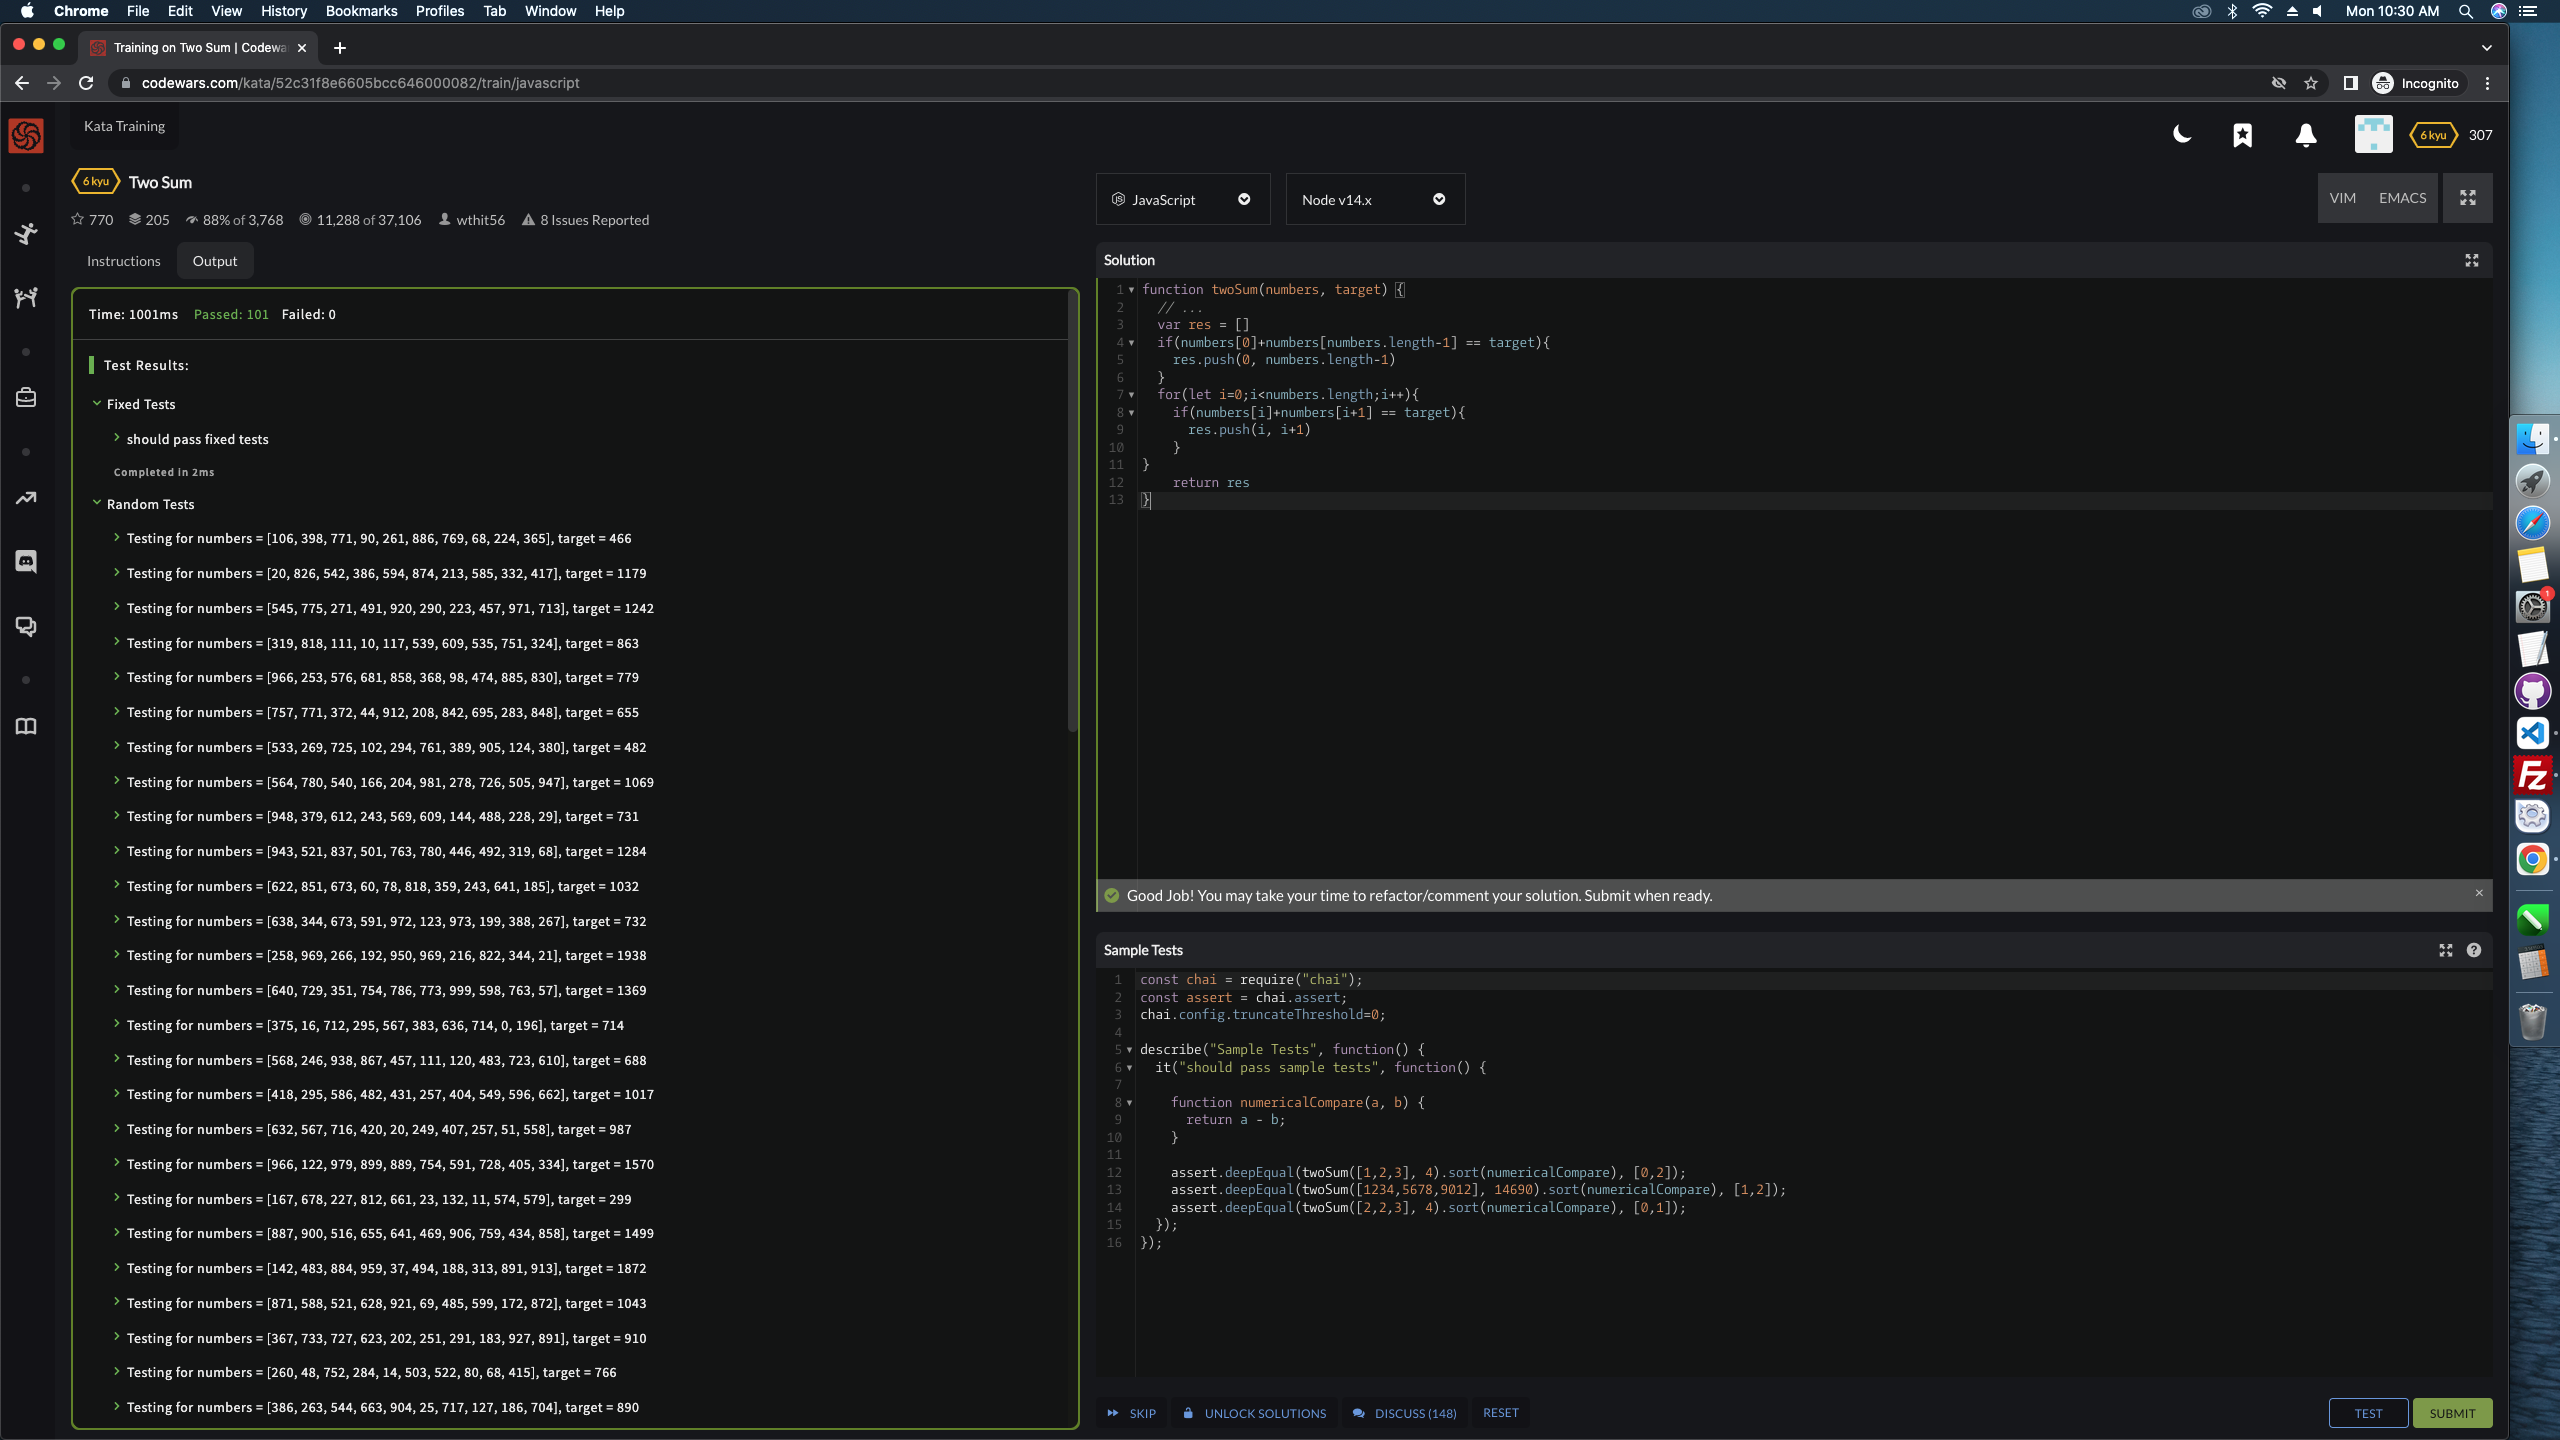 Chrome File Edit View History Bookmarks Profiles Tab Window Help
Mon 10:30 AM
Training on Two Sum | Codewa
codewars.com/kata/52c31f8e6605bcc646000082/train/javascript
Incognito
Kata Training
6 kyu 307
6 kyu Two Sum
770 205 88% of 3,768 11,288 of 37,106 wthit56 8 Issues Reported
JavaScript
Node v14.x
VIM EMACS
Instructions Output
Time: 1001ms Passed: 101 Failed: 0
Test Results:
Fixed Tests
should pass fixed tests
Completed in 2ms
Random Tests
Testing for numbers = [106, 398, 771, 90, 261, 886, 769, 68, 224, 365], target = 466
Testing for numbers = [20, 826, 542, 386, 594, 874, 213, 585, 332, 417], target = 1179
Testing for numbers = [545, 775, 271, 491, 920, 290, 223, 457, 971, 713], target = 1242
Testing for numbers = [319, 818, 111, 10, 117, 539, 609, 535, 751, 324], target = 863
Testing for numbers = [966, 253, 576, 681, 858, 368, 98, 474, 885, 830], target = 779
Testing for numbers = [757, 771, 372, 44, 912, 208, 842, 695, 283, 848], target = 655
Testing for numbers = [533, 269, 725, 102, 294, 761, 389, 905, 124, 380], target = 482
Testing for numbers = [564, 780, 540, 166, 204, 981, 278, 726, 505, 947], target = 1069
Testing for numbers = [948, 379, 612, 243, 569, 609, 144, 488, 228, 29], target = 731
Testing for numbers = [943, 521, 837, 501, 763, 780, 446, 492, 319, 68], target = 1284
Testing for numbers = [622, 851, 673, 60, 78, 818, 359, 243, 641, 185], target = 1032
Testing for numbers = [638, 344, 673, 591, 972, 123, 973, 199, 388, 267], target = 732
Testing for numbers = [258, 969, 266, 192, 950, 969, 216, 822, 344, 21], target = 1938
Testing for numbers = [640, 729, 351, 754, 786, 773, 999, 598, 763, 57], target = 1369
Testing for numbers = [375, 16, 712, 295, 567, 383, 636, 714, 0, 196], target = 714
Testing for numbers = [568, 246, 938, 867, 457, 111, 120, 483, 723, 610], target = 688
Testing for numbers = [418, 295, 586, 482, 431, 257, 404, 549, 596, 662], target = 1017
Testing for numbers = [632, 567, 716, 420, 20, 249, 407, 257, 51, 558], target = 987
Testing for numbers = [966, 122, 979, 899, 889, 754, 591, 728, 405, 334], target = 1570
Testing for numbers = [167, 678, 227, 812, 661, 23, 132, 11, 574, 579], target = 299
Testing for numbers = [887, 900, 516, 655, 641, 469, 906, 759, 434, 858], target = 1499
Testing for numbers = [142, 483, 884, 959, 37, 494, 188, 313, 891, 913], target = 1872
Testing for numbers = [871, 588, 521, 628, 921, 69, 485, 599, 172, 872], target = 1043
Testing for numbers = [367, 733, 727, 623, 202, 251, 291, 183, 927, 891], target = 910
Testing for numbers = [260, 48, 752, 284, 14, 503, 522, 80, 68, 415], target = 766
Testing for numbers = [386, 263, 544, 663, 904, 25, 717, 127, 186, 704], target = 890
Solution
1 function twoSum(numbers, target) {
2 // ...
3 var res = []
4 if(numbers[0]+numbers[numbers.length-1] == target){
5 res.push(0, numbers.length-1)
6 }
7 for(let i=0;i<numbers.length;i++){
8 if(numbers[i]+numbers[i+1] == target){
9 res.push(i, i+1)
10 }
11 }
12 return res
13 }
Good Job! You may take your time to refactor/comment your solution. Submit when ready.
Sample Tests
1 const chai = require("chai");
2 const assert = chai.assert;
3 chai.config.truncateThreshold=0;
4
5 describe("Sample Tests", function() {
6 it("should pass sample tests", function() {
7
8 function numericalCompare(a, b) {
9 return a - b;
10 }
11
12 assert.deepEqual(twoSum([1,2,3], 4).sort(numericalCompare), [0,2]);
13 assert.deepEqual(twoSum([1234,5678,9012], 14690).sort(numericalCompare), [1,2]);
14 assert.deepEqual(twoSum([2,2,3], 4).sort(numericalCompare), [0,1]);
15 });
16 });
SKIP UNLOCK SOLUTIONS DISCUSS (148) RESET
TEST SUBMIT
1
Fz